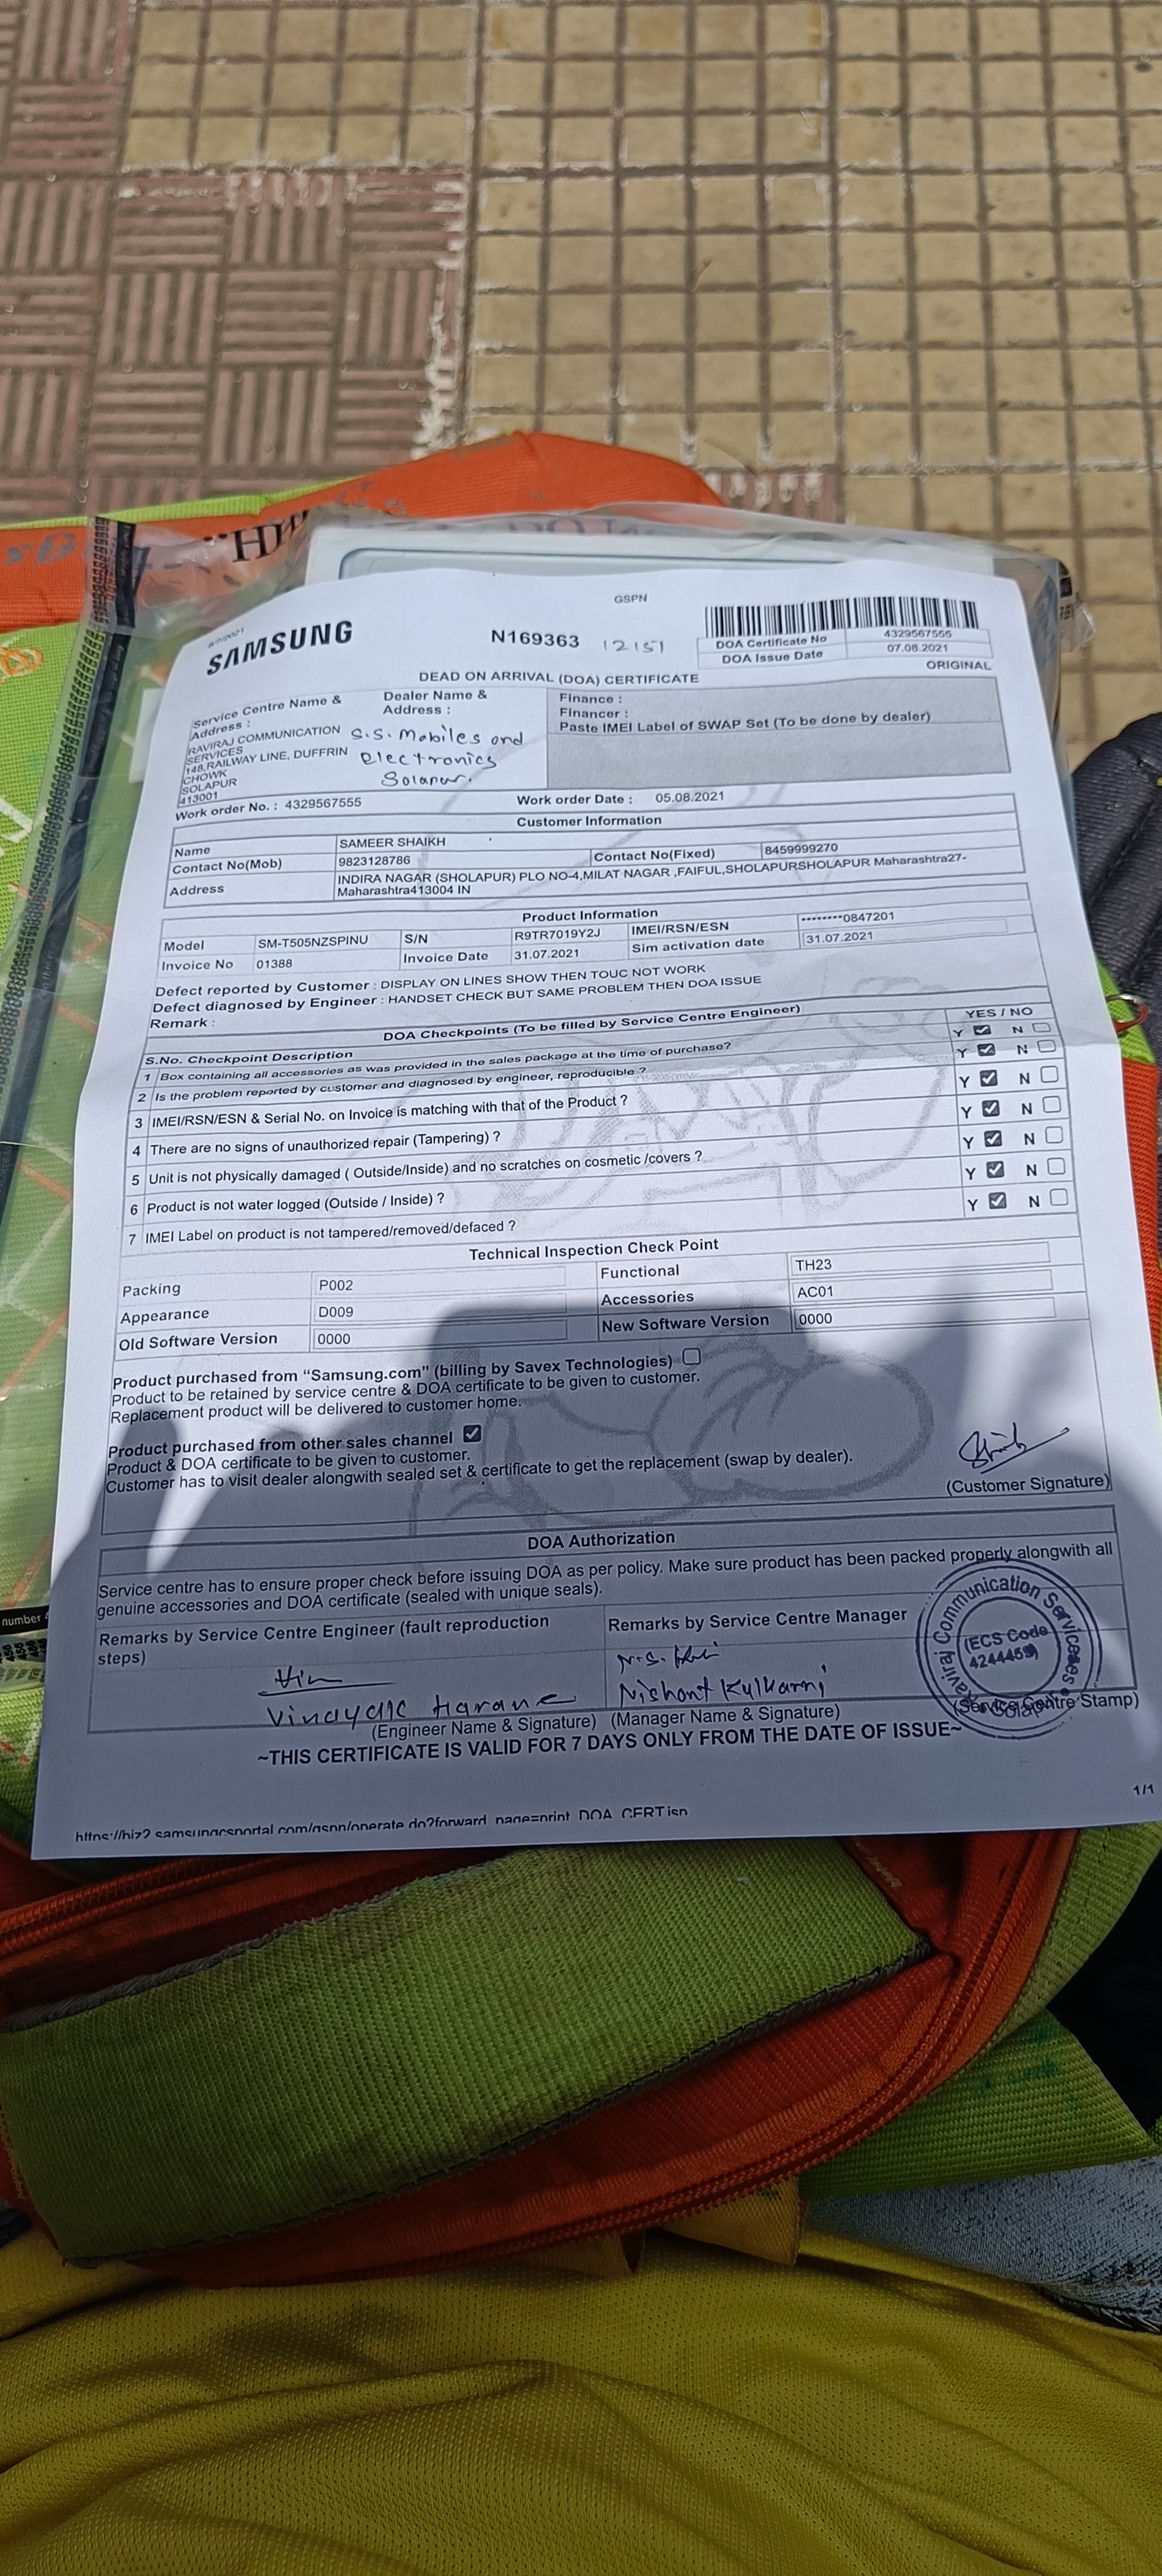 GSPN
SAMSUNG
N169363 12151
DOA Certificate No 4329567555
DOA Issue Date 07.08.2021
ORIGINAL
DEAD ON ARRIVAL (DOA) CERTIFICATE
Service Centre Name &
Address :
RAVIRAJ COMMUNICATION
SERVICES
148,RAILWAY LINE, DUFFRIN
CHOWK
SOLAPUR
413001
Dealer Name &
Address :
S.S. Mobiles and
electronics
Solapur.
Finance :
Financer :
Paste IMEI Label of SWAP Set (To be done by dealer)
Work order No. : 4329567555
Work order Date : 05.08.2021
Customer Information
Name SAMEER SHAIKH
Contact No(Mob) 9823128786 Contact No(Fixed) 8459999270
Address INDIRA NAGAR (SHOLAPUR) PLO NO-4,MILAT NAGAR ,FAIFUL,SHOLAPURSHOLAPUR Maharashtra27-
Maharashtra413004 IN
Product Information
Model SM-T505NZSPINU S/N R9TR7019Y2J IMEI/RSN/ESN ********0847201
Invoice No 01388 Invoice Date 31.07.2021 Sim activation date 31.07.2021
Defect reported by Customer : DISPLAY ON LINES SHOW THEN TOUC NOT WORK
Defect diagnosed by Engineer : HANDSET CHECK BUT SAME PROBLEM THEN DOA ISSUE
Remark :
DOA Checkpoints (To be filled by Service Centre Engineer)
YES / NO
S.No. Checkpoint Description Y N
1 Box containing all accessories as was provided in the sales package at the time of purchase? Y N
2 Is the problem reported by customer and diagnosed by engineer, reproducible ? Y N
3 IMEI/RSN/ESN & Serial No. on Invoice is matching with that of the Product ? Y N
4 There are no signs of unauthorized repair (Tampering) ? Y N
5 Unit is not physically damaged ( Outside/Inside) and no scratches on cosmetic /covers ? Y N
6 Product is not water logged (Outside / Inside) ? Y N
7 IMEI Label on product is not tampered/removed/defaced ?
Technical Inspection Check Point
Packing P002 Functional TH23
Appearance D009 Accessories AC01
Old Software Version 0000 New Software Version 0000
Product purchased from “Samsung.com” (billing by Savex Technologies)
Product to be retained by service centre & DOA certificate to be given to customer.
Replacement product will be delivered to customer home.
Product purchased from other sales channel
Product & DOA certificate to be given to customer.
Customer has to visit dealer alongwith sealed set & certificate to get the replacement (swap by dealer).
(Customer Signature)
DOA Authorization
Service centre has to ensure proper check before issuing DOA as per policy. Make sure product has been packed properly alongwith all
genuine accessories and DOA certificate (sealed with unique seals).
Remarks by Service Centre Engineer (fault reproduction
steps)
Remarks by Service Centre Manager
Raviraj Communication Services
(ECS Code
4244459)
Vinayak Harane
Nishant Kulkarni
(Engineer Name & Signature) (Manager Name & Signature) (Service Centre Stamp)
~THIS CERTIFICATE IS VALID FOR 7 DAYS ONLY FROM THE DATE OF ISSUE~
1/1
https://biz2.samsungcsportal.com/gspn/operate.do?forward_page=print_DOA_CERT.jsp
number